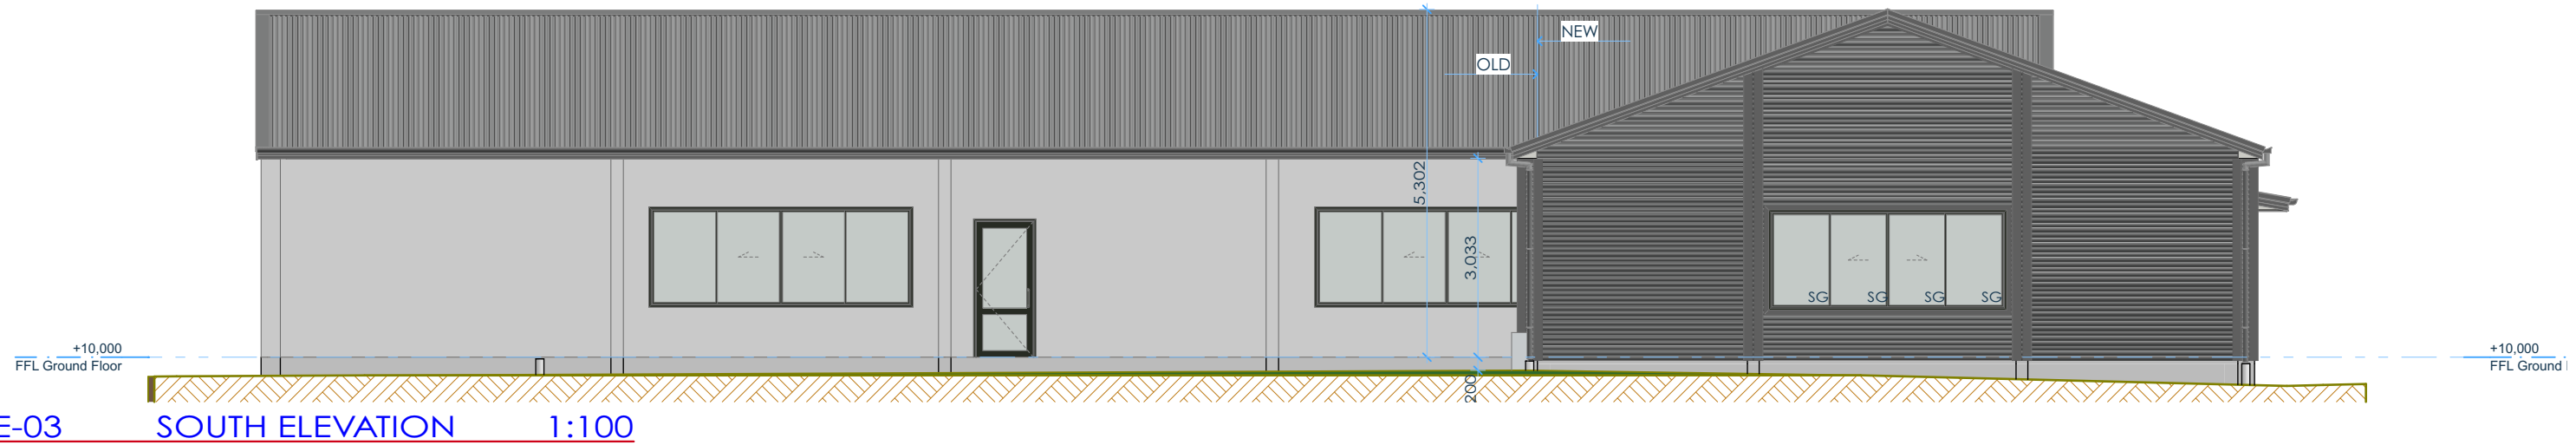 NEW
OLD
5,302
3,033
SG SG SG SG
+10,000
FFL Ground Floor
+10,000
FFL Ground
200
E-03 SOUTH ELEVATION 1:100